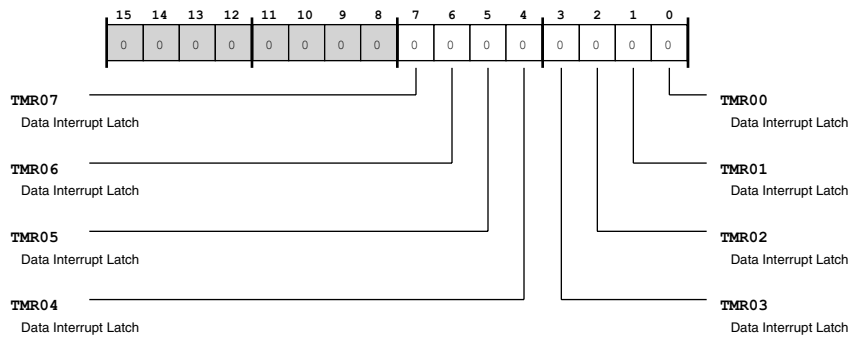 15 14 13 12 11 10 9 8 7 6 5 4 3 2 1 0
0 0 0 0 0 0 0 0 0 0 0 0 0 0 0 0
TMR07
Data Interrupt Latch
TMR00
Data Interrupt Latch
TMR06
Data Interrupt Latch
TMR01
Data Interrupt Latch
TMR05
Data Interrupt Latch
TMR02
Data Interrupt Latch
TMR04
Data Interrupt Latch
TMR03
Data Interrupt Latch